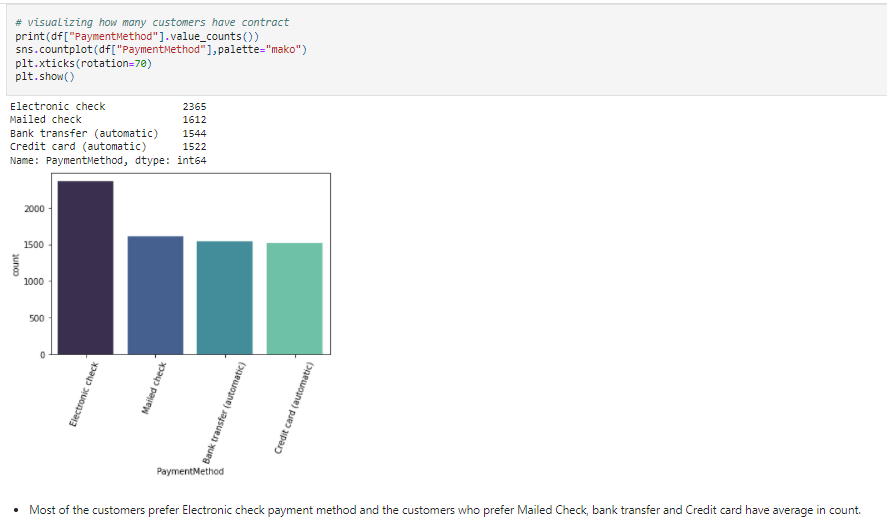 # visualizing how many customers have contract
print(df["PaymentMethod"].value_counts())
sns.countplot(df["PaymentMethod"],palette="mako")
plt.xticks(rotation=70)
plt.show()
Electronic check 2365
Mailed check 1612
Bank transfer (automatic) 1544
Credit card (automatic) 1522
Name: PaymentMethod, dtype: int64
2000
1500
1000
500
0
count
Electronic check
Mailed check
Bank transfer (automatic)
Credit card (automatic)
PaymentMethod
• Most of the customers prefer Electronic check payment method and the customers who prefer Mailed Check, bank transfer and Credit card have average in count.